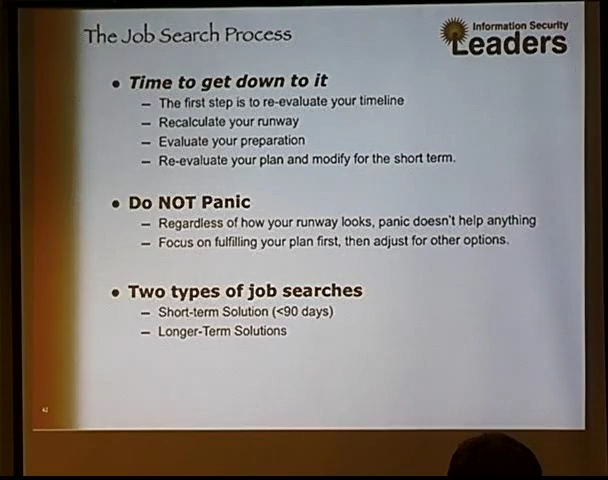 The Job Search Process
Information Security
Leaders
• Time to get down to it
– The first step is to re-evaluate your timeline
– Recalculate your runway
– Evaluate your preparation
– Re-evaluate your plan and modify for the short term.
• Do NOT Panic
– Regardless of how your runway looks, panic doesn't help anything
– Focus on fulfilling your plan first, then adjust for other options.
• Two types of job searches
– Short-term Solution (<90 days)
– Longer-Term Solutions